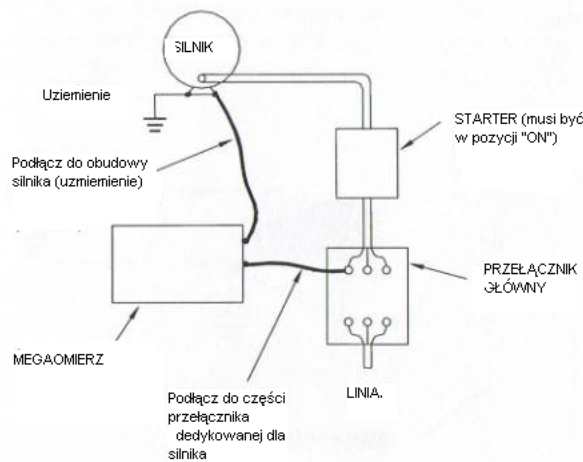 SILNIK
Uziemienie
STARTER (musi być
w pozycji "ON")
Podłącz do obudowy
silnika (uzmiemienie)
PRZEŁĄCZNIK
GŁÓWNY
MEGAOMIERZ
Podłącz do części
przełącznika
dedykowanej dla
silnika
LINIA.